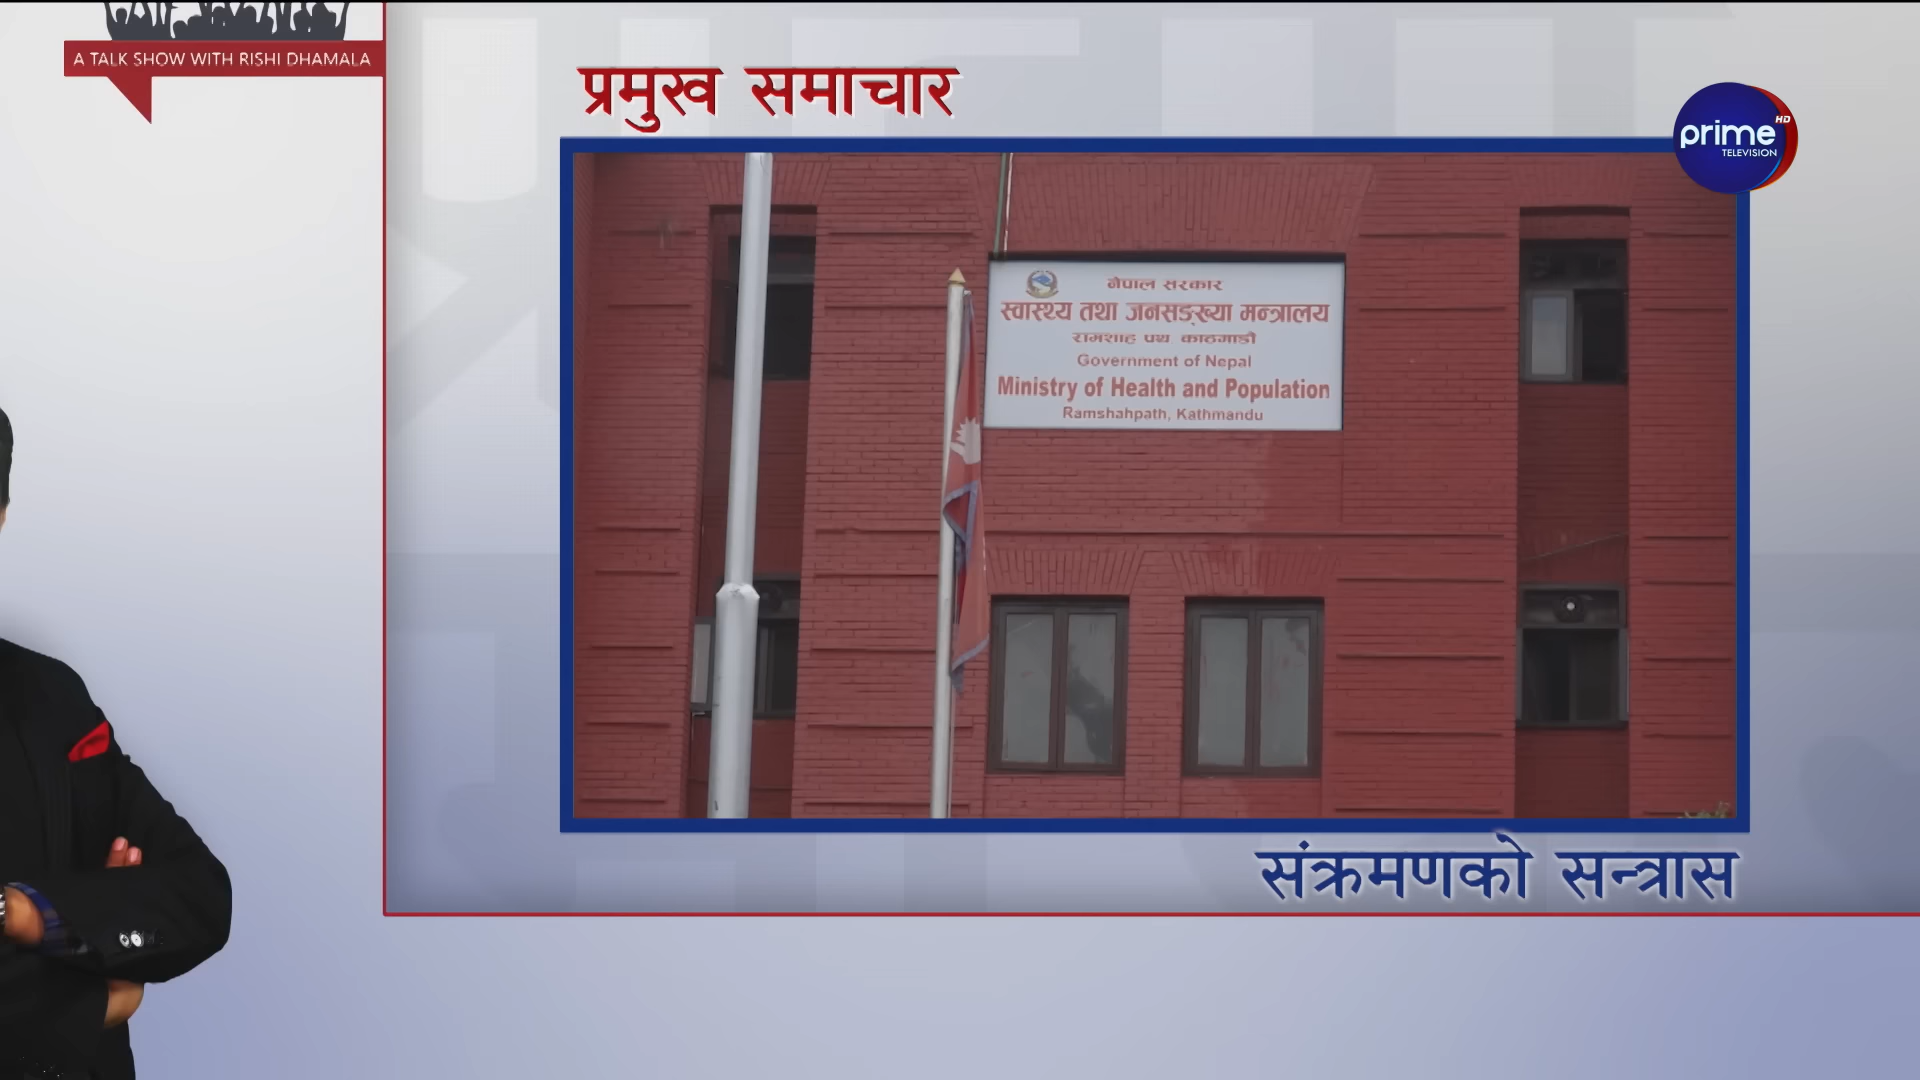 A TALK SHOW WITH RISHI DHAMALA
प्रमुख समाचार
prime HD
TELEVISION
नेपाल सरकार
स्वास्थ्य तथा जनसङ्ख्या मन्त्रालय
रामशाह पथ, काठमाडौं
Government of Nepal
Ministry of Health and Population
Ramshahpath, Kathmandu
संक्रमणको सन्त्रास